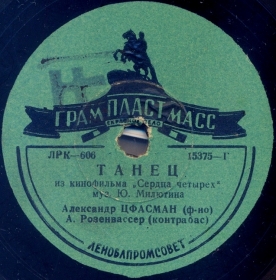 ГРАМПЛАСТМАСС
ЛРК-606 15375-Г
ТАНЕЦ
из кинофильма „Сердца четырех"
муз. Ю. Милютина
Александр ЦФАСМАН (ф-но)
А. Розенвассер (контрабас)
ЛЕНОБЛПРОМСОВЕТ